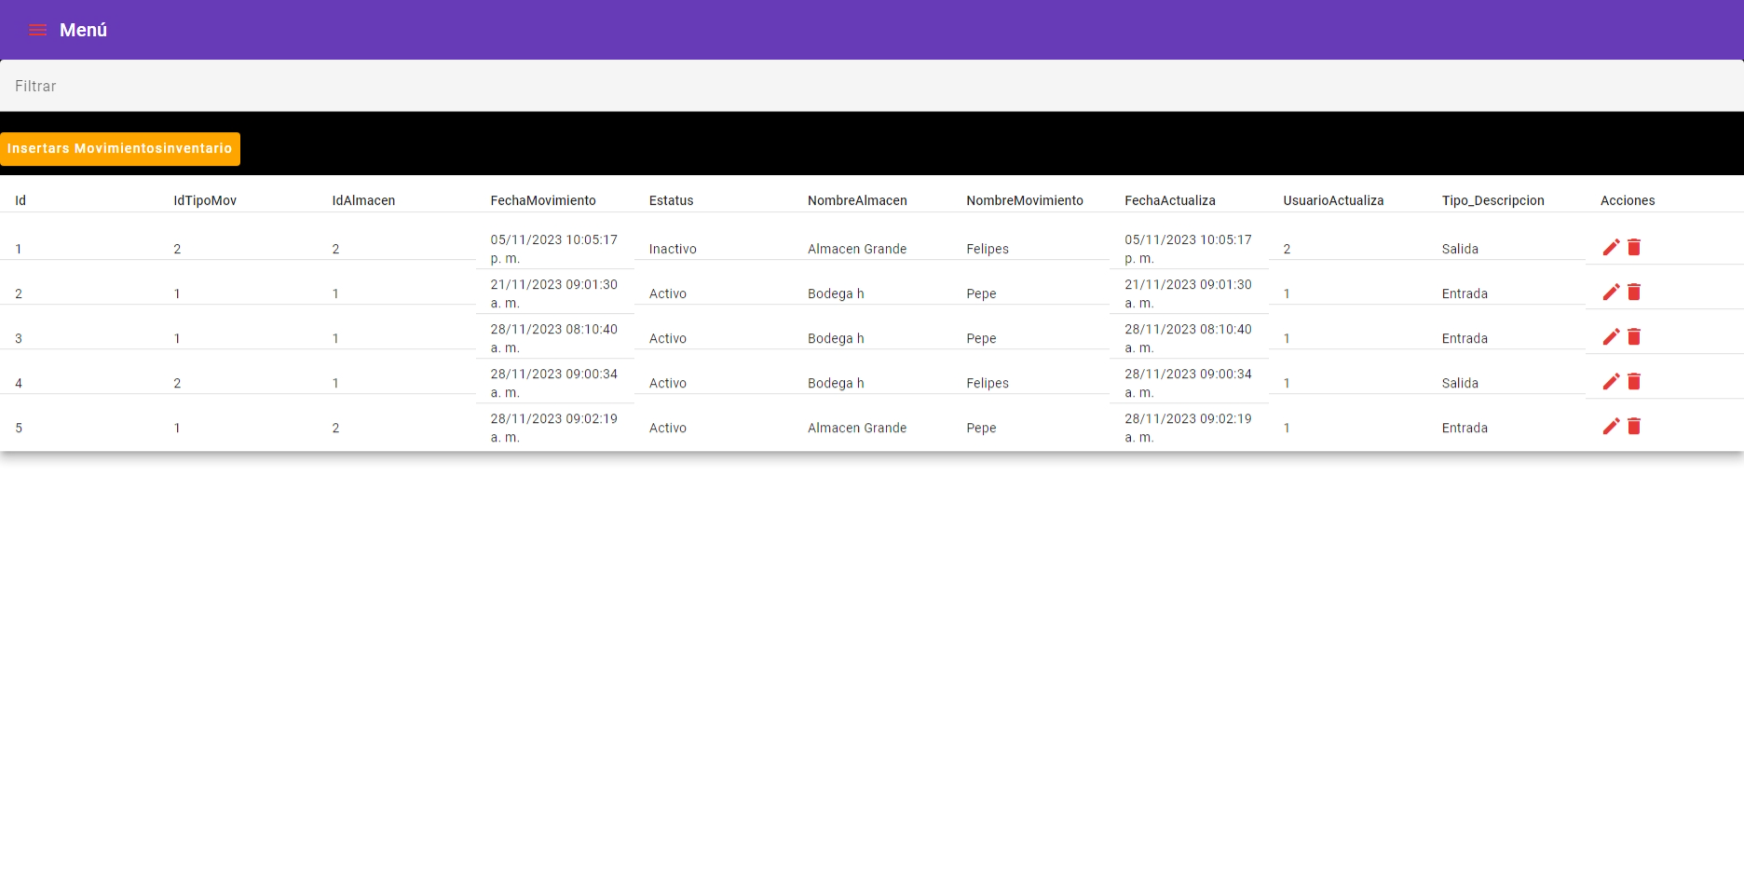 Menú
Filtrar
Insertars Movimientosinventario
Id IdTipoMov IdAlmacen FechaMovimiento Estatus NombreAlmacen NombreMovimiento FechaActualiza UsuarioActualiza Tipo_Descripcion Acciones
1 2 2 05/11/2023 10:05:17 p. m. Inactivo Almacen Grande Felipes 05/11/2023 10:05:17 p. m. 2 Salida
2 1 1 21/11/2023 09:01:30 a. m. Activo Bodega h Pepe 21/11/2023 09:01:30 a. m. 1 Entrada
3 1 1 28/11/2023 08:10:40 a. m. Activo Bodega h Pepe 28/11/2023 08:10:40 a. m. 1 Entrada
4 2 1 28/11/2023 09:00:34 a. m. Activo Bodega h Felipes 28/11/2023 09:00:34 a. m. 1 Salida
5 1 2 28/11/2023 09:02:19 a. m. Activo Almacen Grande Pepe 28/11/2023 09:02:19 a. m. 1 Entrada